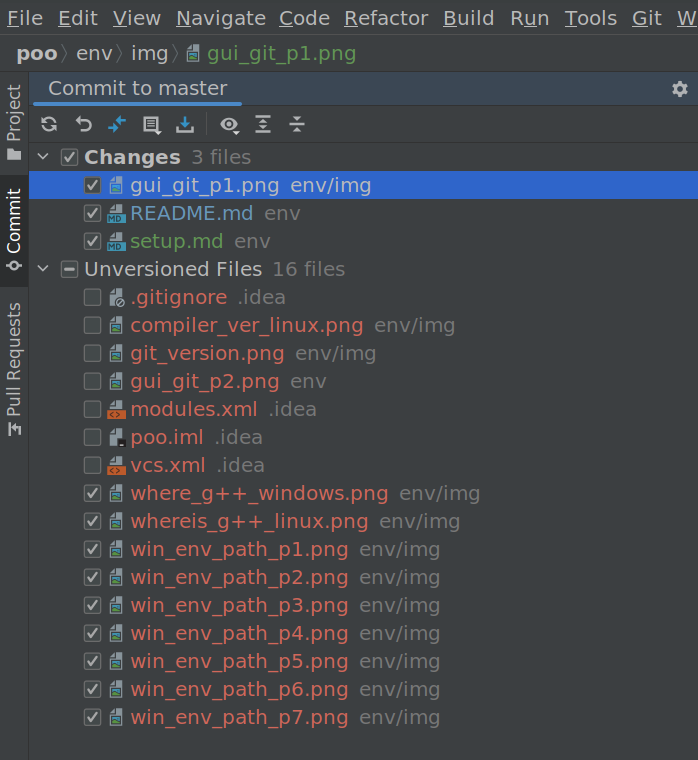 File Edit View Navigate Code Refactor Build Run Tools Git W
poo env img gui_git_p1.png
Project
Commit
Pull Requests
Commit to master
Changes 3 files
gui_git_p1.png env/img
README.md env
setup.md env
Unversioned Files 16 files
.gitignore .idea
compiler_ver_linux.png env/img
git_version.png env/img
gui_git_p2.png env
modules.xml .idea
poo.iml .idea
vcs.xml .idea
where_g++_windows.png env/img
whereis_g++_linux.png env/img
win_env_path_p1.png env/img
win_env_path_p2.png env/img
win_env_path_p3.png env/img
win_env_path_p4.png env/img
win_env_path_p5.png env/img
win_env_path_p6.png env/img
win_env_path_p7.png env/img